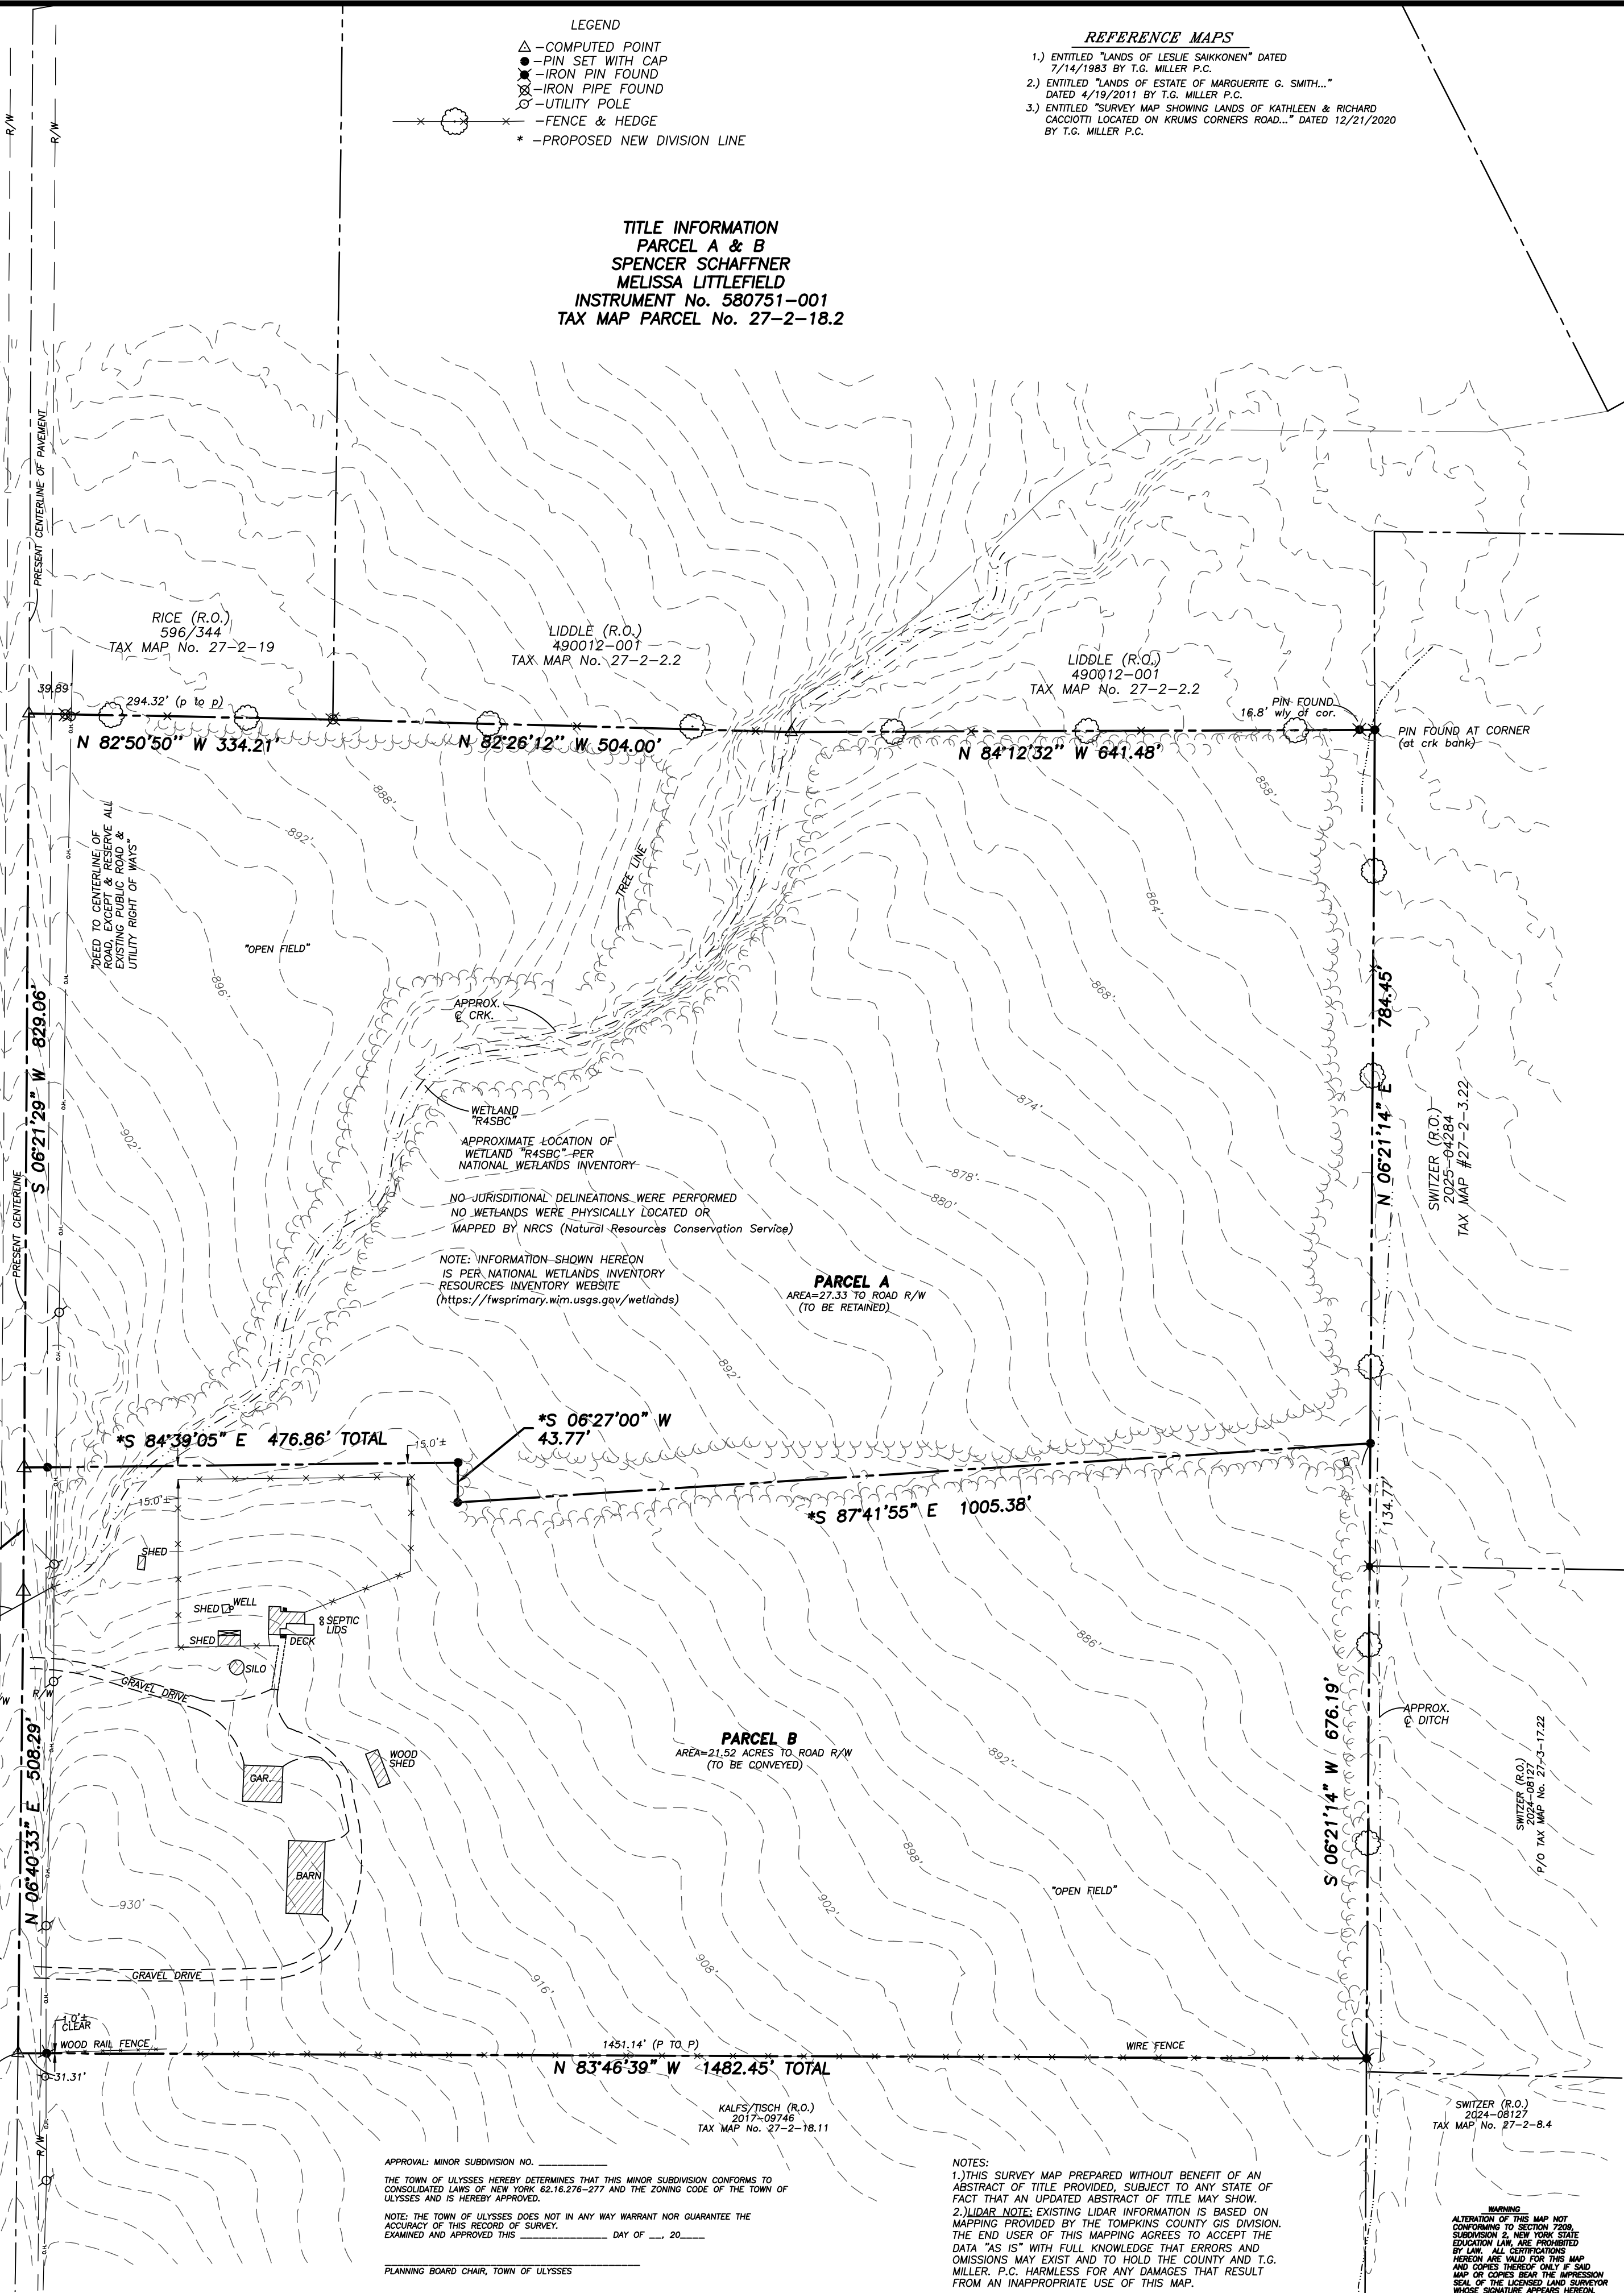 LEGEND
△ –COMPUTED POINT
● –PIN SET WITH CAP
–IRON PIN FOUND
–IRON PIPE FOUND
–UTILITY POLE
–FENCE & HEDGE
* –PROPOSED NEW DIVISION LINE
REFERENCE MAPS
1.) ENTITLED "LANDS OF LESLIE SAIKKONEN" DATED
7/14/1983 BY T.G. MILLER P.C.
2.) ENTITLED "LANDS OF ESTATE OF MARGUERITE G. SMITH..."
DATED 4/19/2011 BY T.G. MILLER P.C.
3.) ENTITLED "SURVEY MAP SHOWING LANDS OF KATHLEEN & RICHARD
CACCIOTTI LOCATED ON KRUMS CORNERS ROAD..." DATED 12/21/2020
BY T.G. MILLER P.C.
R/W
R/W
TITLE INFORMATION
PARCEL A & B
SPENCER SCHAFFNER
MELISSA LITTLEFIELD
INSTRUMENT No. 580751–001
TAX MAP PARCEL No. 27–2–18.2
PRESENT CENTERLINE OF PAVEMENT
RICE (R.O.)
596/344
TAX MAP No. 27–2–19
LIDDLE (R.O.)
490012–001
TAX MAP No. 27–2–2.2
LIDDLE (R.O.)
490012–001
TAX MAP No. 27–2–2.2
39.89'
294.32' (p to p)
PIN FOUND
16.8' wly of cor.
PIN FOUND AT CORNER
(at crk bank)
N 82°50'50" W 334.21'
N 82°26'12" W 504.00'
N 84°12'32" W 641.48'
888'
892'
858'
"DEED TO CENTERLINE OF
ROAD, EXCEPT & RESERVE ALL
EXISTING PUBLIC ROAD &
UTILITY RIGHT OF WAYS"
O.H.
TREE LINE
864'
"OPEN FIELD"
896'
868'
784.45'
N 06°21'14" E
APPROX.
℄ CRK.
S 06°21'29" W 829.06'
902'
WETLAND
"R4SBC"
874'
APPROXIMATE LOCATION OF
WETLAND "R4SBC" PER
NATIONAL WETLANDS INVENTORY
SWITZER (R.O.)
2025–04284
TAX MAP #27–2–3.22
878'
880'
PRESENT CENTERLINE
NO JURISDITIONAL DELINEATIONS WERE PERFORMED
NO WETLANDS WERE PHYSICALLY LOCATED OR
MAPPED BY NRCS (Natural Resources Conservation Service)
NOTE: INFORMATION SHOWN HEREON
IS PER NATIONAL WETLANDS INVENTORY
RESOURCES INVENTORY WEBSITE
(https://fwsprimary.wim.usgs.gov/wetlands)
PARCEL A
AREA=27.33 TO ROAD R/W
(TO BE RETAINED)
892'
*S 84°39'05" E 476.86' TOTAL
15.0'±
*S 06°27'00" W
43.77'
15.0'±
*S 87°41'55" E 1005.38'
134.77'
SHED
SHED
WELL
8 SEPTIC
LIDS
SHED
DECK
SILO
886'
GRAVEL DRIVE
R/W
N 06°40'33" E 508.29'
S 06°21'14" W 676.19'
APPROX.
℄ DITCH
PARCEL B
AREA=21.52 ACRES TO ROAD R/W
(TO BE CONVEYED)
892'
SWITZER (R.O.)
2024–08127
P/O TAX MAP No. 27–3–17.22
WOOD
SHED
GAR.
BARN
898'
930'
"OPEN FIELD"
902'
908'
GRAVEL DRIVE
916'
1.0'±
CLEAR
WOOD RAIL FENCE
1451.14' (P TO P)
WIRE FENCE
N 83°46'39" W 1482.45' TOTAL
31.31'
KALFS/TISCH (R.O.)
2017–09746
TAX MAP No. 27–2–18.11
SWITZER (R.O.)
2024–08127
TAX MAP No. 27–2–8.4
R/W
APPROVAL: MINOR SUBDIVISION NO. ____________
THE TOWN OF ULYSSES HEREBY DETERMINES THAT THIS MINOR SUBDIVISION CONFORMS TO
CONSOLIDATED LAWS OF NEW YORK 62.16.276–277 AND THE ZONING CODE OF THE TOWN OF
ULYSSES AND IS HEREBY APPROVED.
NOTE: THE TOWN OF ULYSSES DOES NOT IN ANY WAY WARRANT NOR GUARANTEE THE
ACCURACY OF THIS RECORD OF SURVEY.
EXAMINED AND APPROVED THIS ________________ DAY OF ___, 20____
PLANNING BOARD CHAIR, TOWN OF ULYSSES
NOTES:
1.)THIS SURVEY MAP PREPARED WITHOUT BENEFIT OF AN
ABSTRACT OF TITLE PROVIDED, SUBJECT TO ANY STATE OF
FACT THAT AN UPDATED ABSTRACT OF TITLE MAY SHOW.
2.)LIDAR NOTE: EXISTING LIDAR INFORMATION IS BASED ON
MAPPING PROVIDED BY THE TOMPKINS COUNTY GIS DIVISION.
THE END USER OF THIS MAPPING AGREES TO ACCEPT THE
DATA "AS IS" WITH FULL KNOWLEDGE THAT ERRORS AND
OMISSIONS MAY EXIST AND TO HOLD THE COUNTY AND T.G.
MILLER. P.C. HARMLESS FOR ANY DAMAGES THAT RESULT
FROM AN INAPPROPRIATE USE OF THIS MAP.
WARNING
ALTERATION OF THIS MAP NOT
CONFORMING TO SECTION 7209,
SUBDIVISION 2, NEW YORK STATE
EDUCATION LAW, ARE PROHIBITED
BY LAW. ALL CERTIFICATIONS
HEREON ARE VALID FOR THIS MAP
AND COPIES THEREOF ONLY IF SAID
MAP OR COPIES BEAR THE IMPRESSION
SEAL OF THE LICENSED LAND SURVEYOR
WHOSE SIGNATURE APPEARS HEREON.